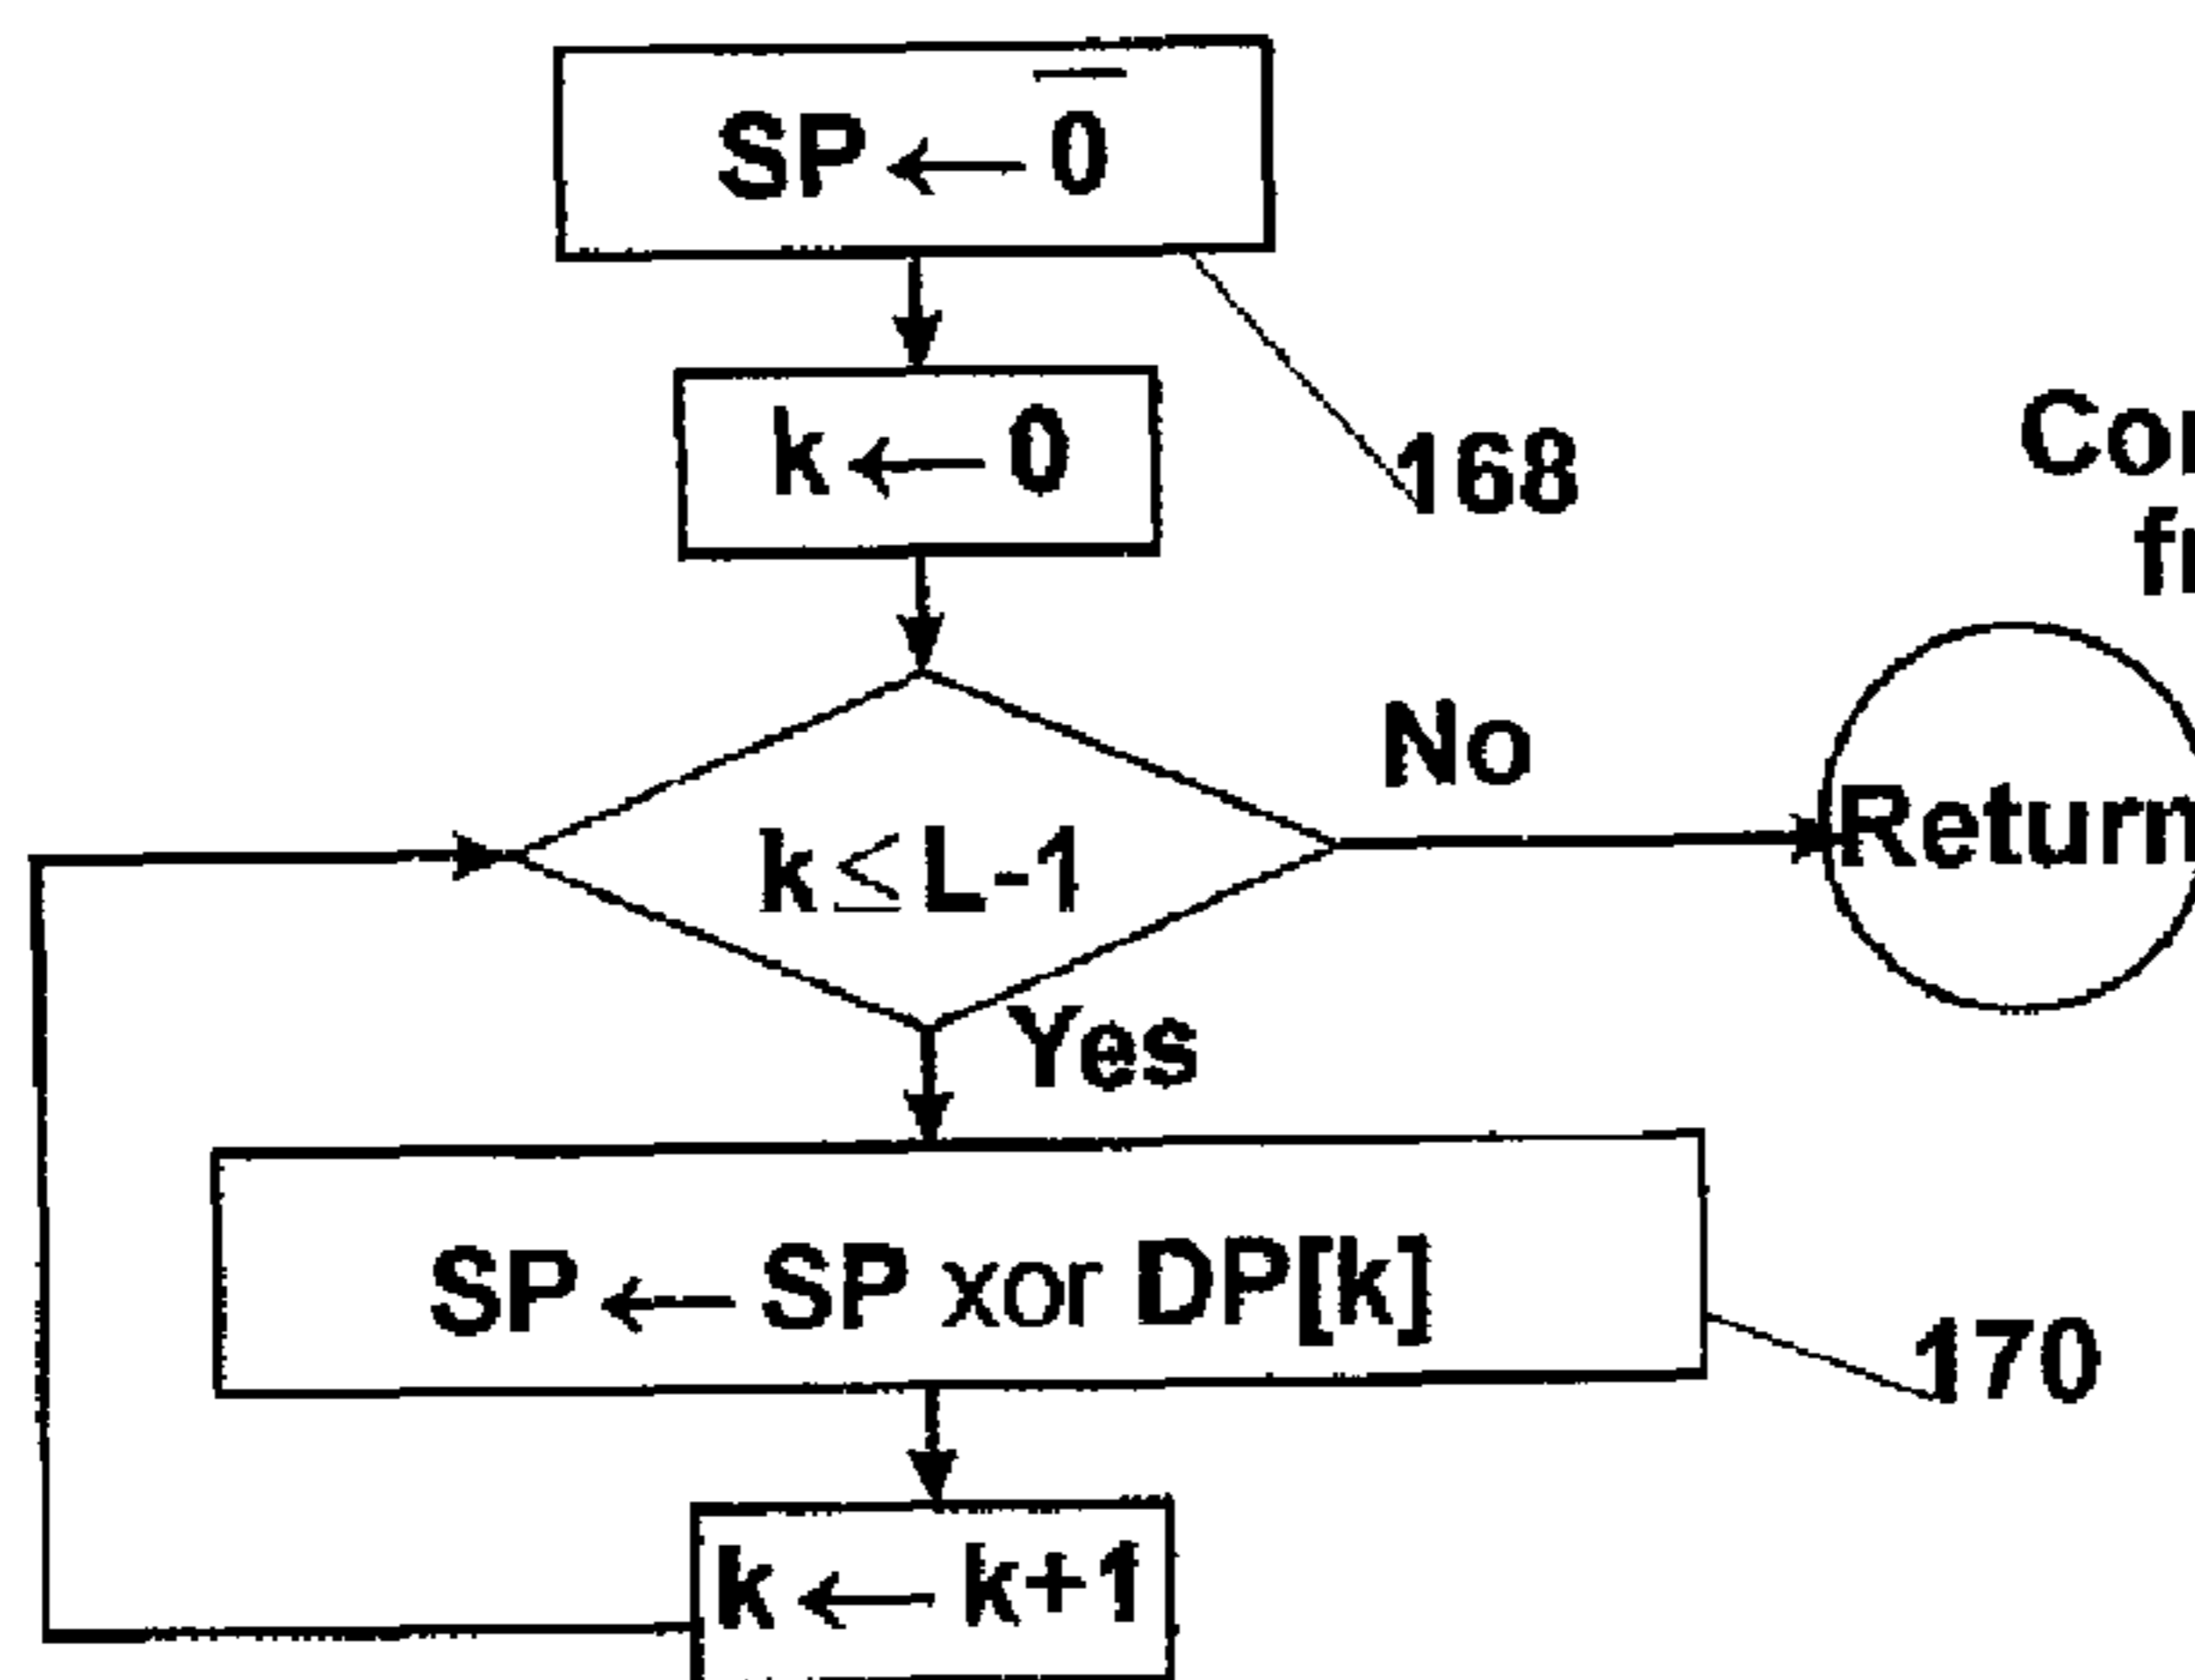 SP ← 0̅
k ← 0
168
k ≤ L-1
No
Return
Yes
SP ← SP xor DP[k]
170
k ← k+1